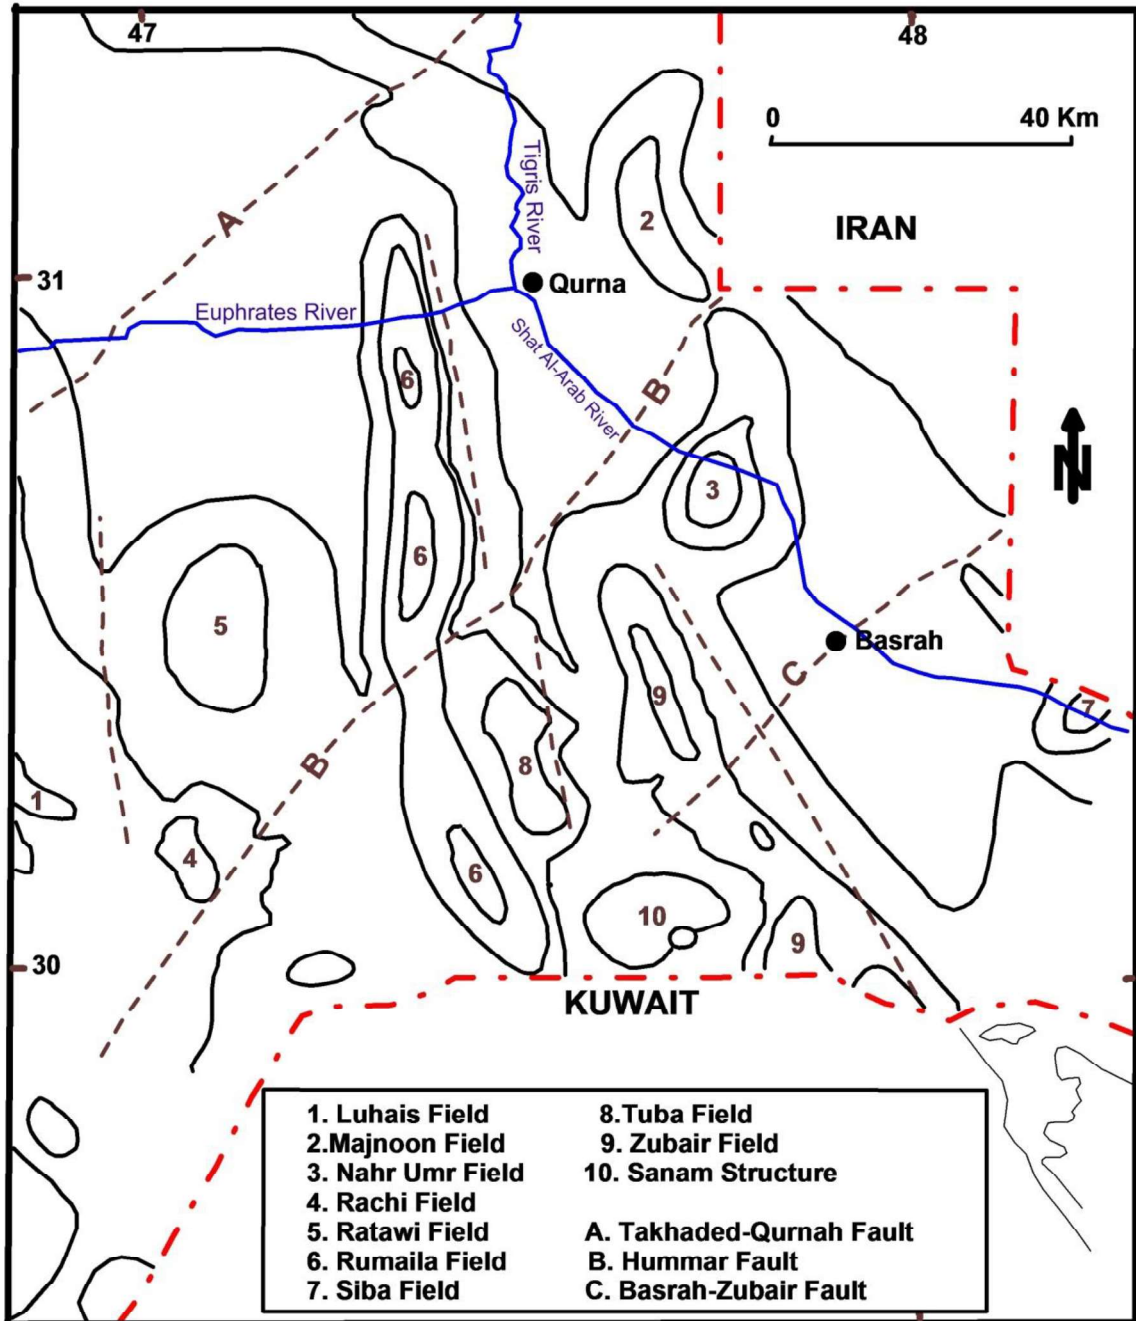 47
48
0 40 Km
Tigris River
A
2
IRAN
31
Qurna
Euphrates River
Shat Al-Arab River
6
B
N
3
6
5
Basrah
C
9
7
B
8
1
4
6
10
9
30
KUWAIT
1. Luhais Field
2.Majnoon Field
3. Nahr Umr Field
4. Rachi Field
5. Ratawi Field
6. Rumaila Field
7. Siba Field
8.Tuba Field
9. Zubair Field
10. Sanam Structure
A. Takhaded-Qurnah Fault
B. Hummar Fault
C. Basrah-Zubair Fault